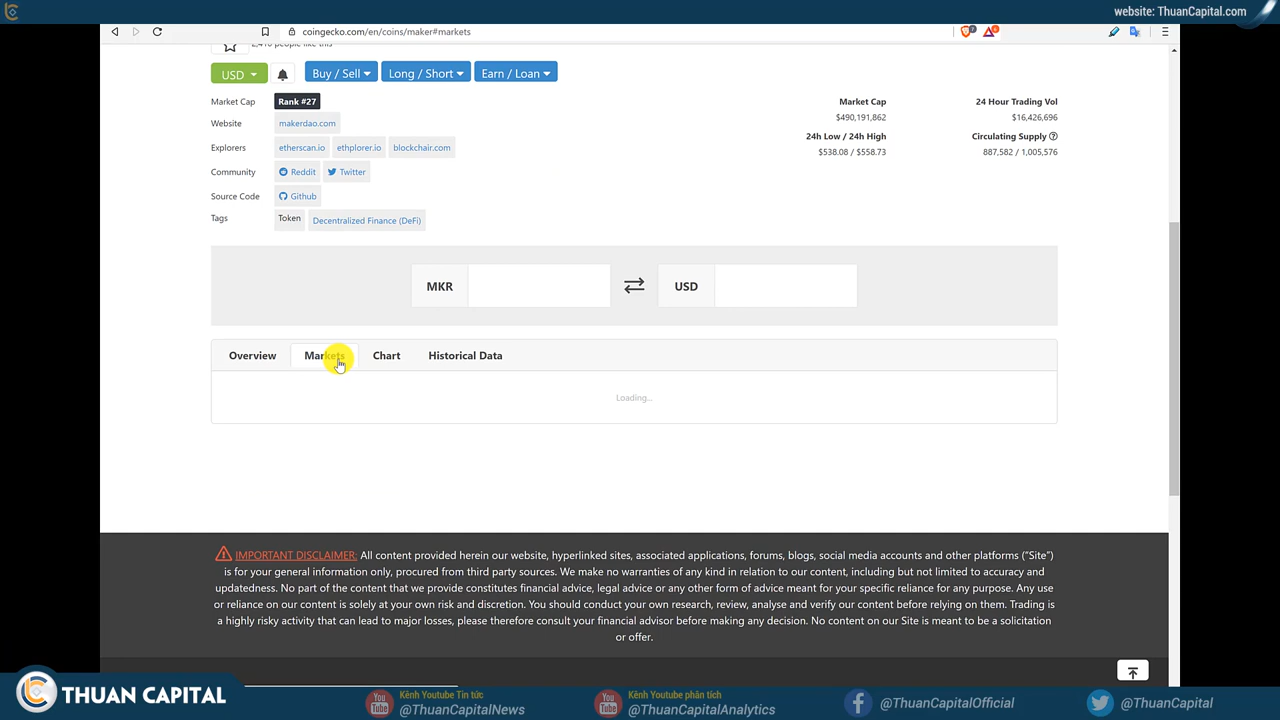 website: ThuanCapital.com
coingecko.com/en/coins/maker#markets
2,410 people like this
USD
Buy / Sell
Long / Short
Earn / Loan
Market Cap Rank #27
Website makerdao.com
Explorers etherscan.io ethplorer.io blockchair.com
Community Reddit Twitter
Source Code Github
Tags Token Decentralized Finance (DeFi)
Market Cap 24 Hour Trading Vol
$490,191,862 $16,426,696
24h Low / 24h High Circulating Supply
$538.08 / $558.73 887,582 / 1,005,576
MKR USD
Overview Markets Chart Historical Data
Loading...
IMPORTANT DISCLAIMER: All content provided herein our website, hyperlinked sites, associated applications, forums, blogs, social media accounts and other platforms ("Site")
is for your general information only, procured from third party sources. We make no warranties of any kind in relation to our content, including but not limited to accuracy and
updatedness. No part of the content that we provide constitutes financial advice, legal advice or any other form of advice meant for your specific reliance for any purpose. Any use
or reliance on our content is solely at your own risk and discretion. You should conduct your own research, review, analyse and verify our content before relying on them. Trading is
a highly risky activity that can lead to major losses, please therefore consult your financial advisor before making any decision. No content on our Site is meant to be a solicitation
or offer.
THUAN CAPITAL
Kênh Youtube Tin tức
@ThuanCapitalNews
Kênh Youtube phân tích
@ThuanCapitalAnalytics
@ThuanCapitalOfficial
@ThuanCapital